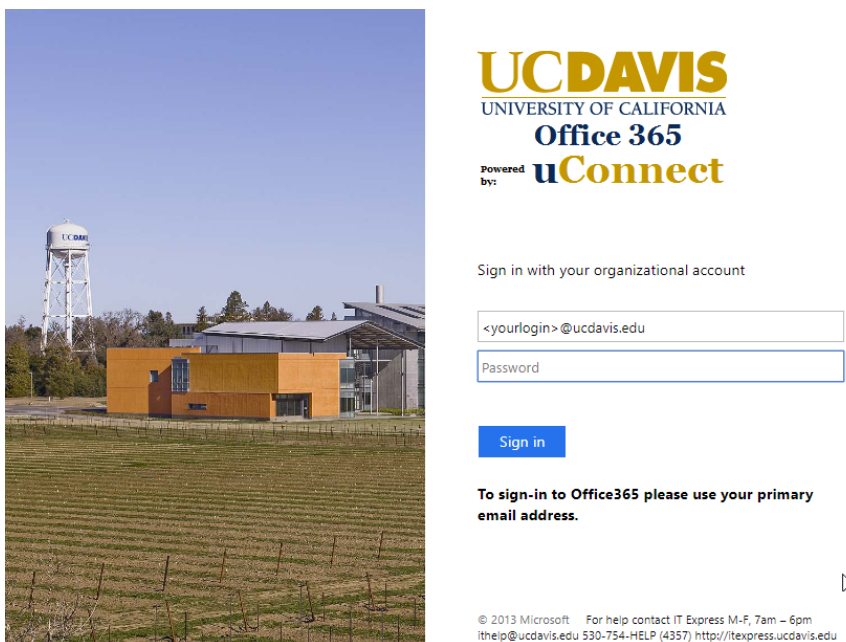 UC DAVIS
UCDAVIS
UNIVERSITY OF CALIFORNIA
Office 365
Powered
by:
uConnect
Sign in with your organizational account
<yourlogin>@ucdavis.edu
Password
Sign in
To sign-in to Office365 please use your primary
email address.
© 2013 Microsoft For help contact IT Express M-F, 7am – 6pm
ithelp@ucdavis.edu 530-754-HELP (4357) http://itexpress.ucdavis.edu